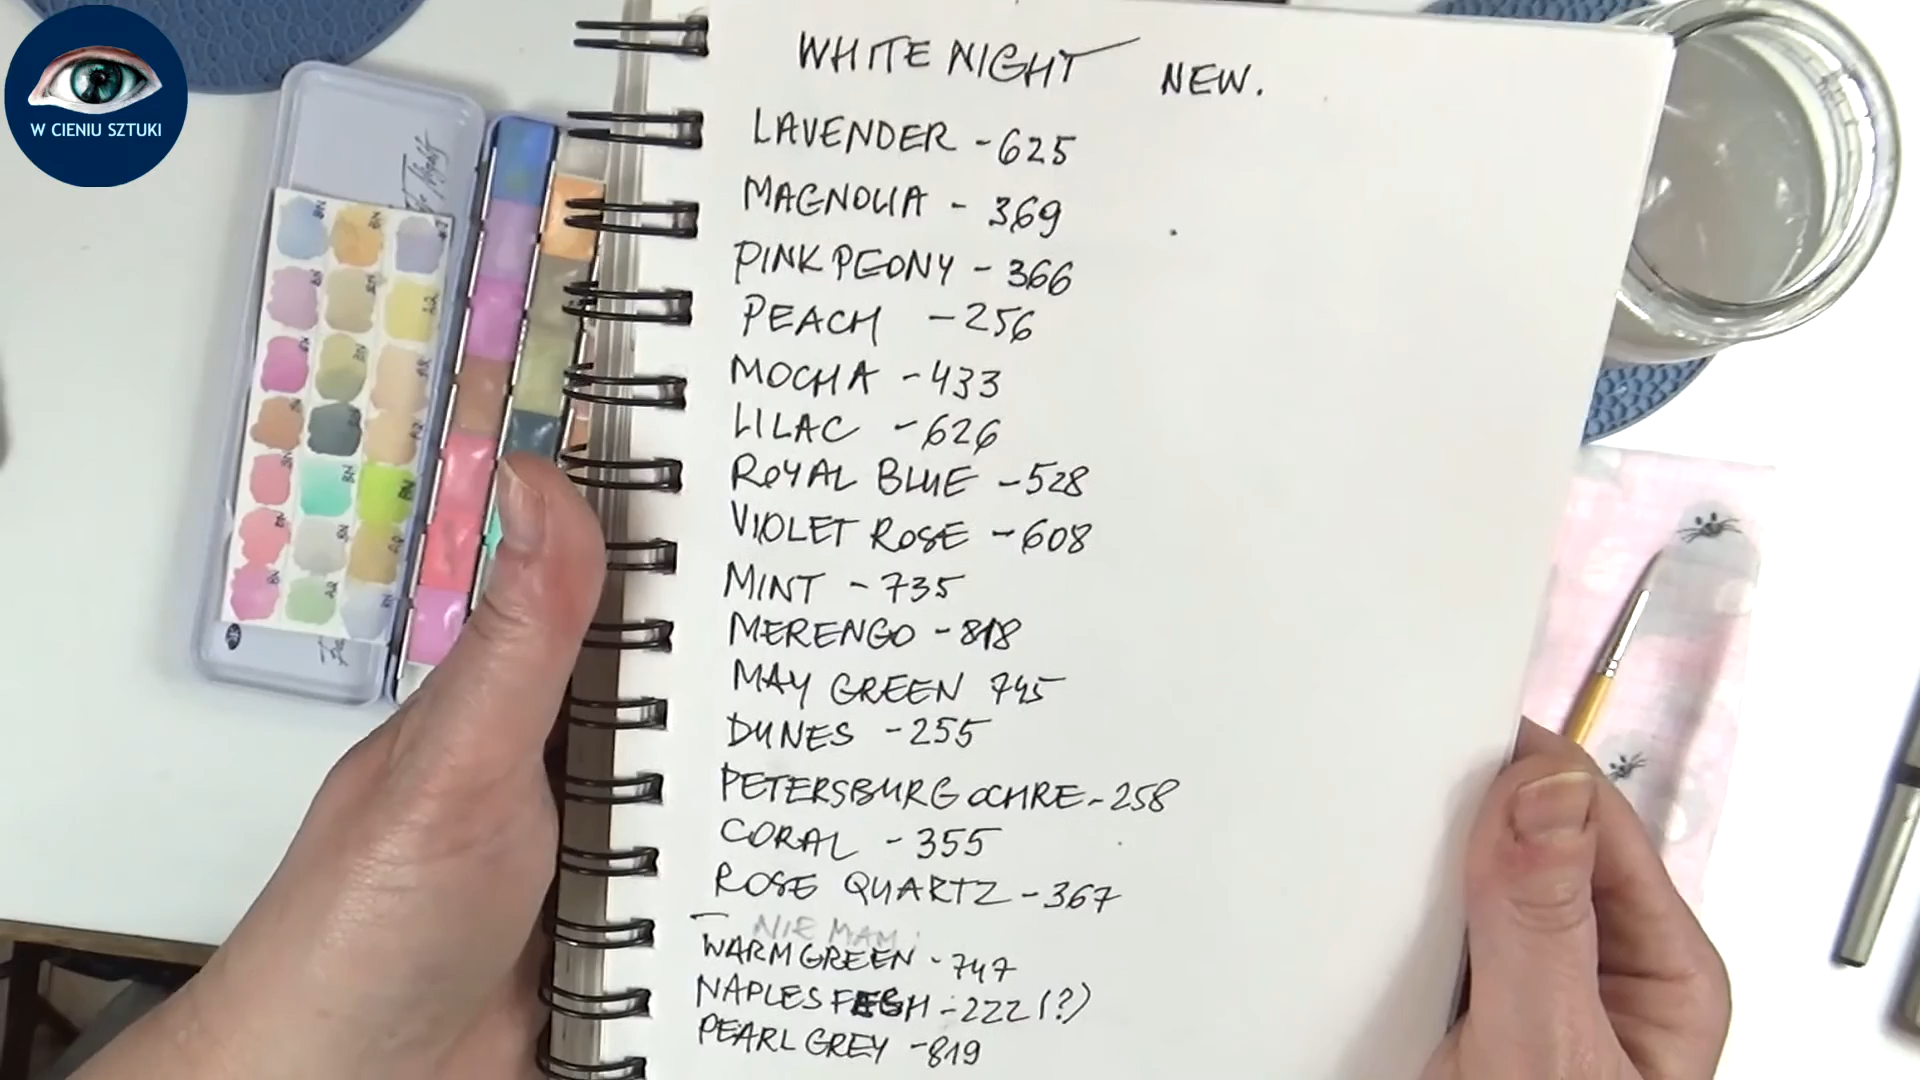 W CIENIU SZTUKI
WHITE NIGHT NEW.
LAVENDER - 625
MAGNOLIA - 369
PINK PEONY - 366
PEACH - 256
MOCHA - 433
LILAC - 626
ROYAL BLUE - 528
VIOLET ROSE - 608
MINT - 735
MERENGO - 818
MAY GREEN 745
DUNES - 255
PETERSBURG OCHRE - 258
CORAL - 355
ROSE QUARTZ - 367
NIE MAM:
WARM GREEN - 747
NAPLES FLESH - 222 (?)
PEARL GREY - 819